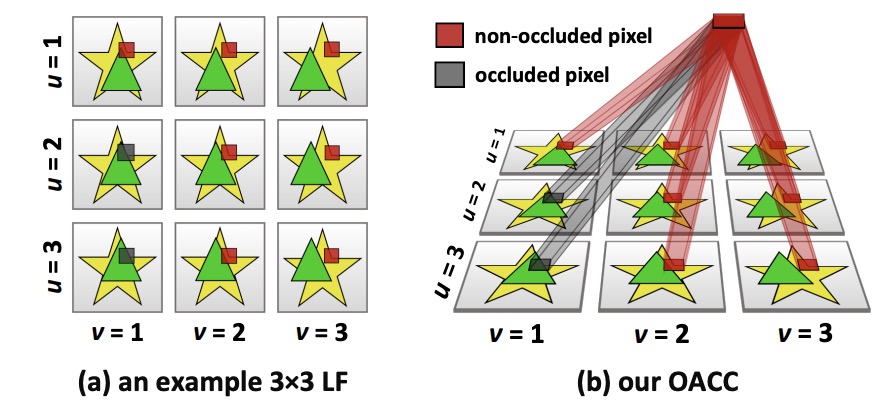 u = 1
u = 2
u = 3
v = 1
v = 2
v = 3
(a) an example 3×3 LF
non-occluded pixel
occluded pixel
u = 1
u = 2
u = 3
v = 1
v = 2
v = 3
(b) our OACC